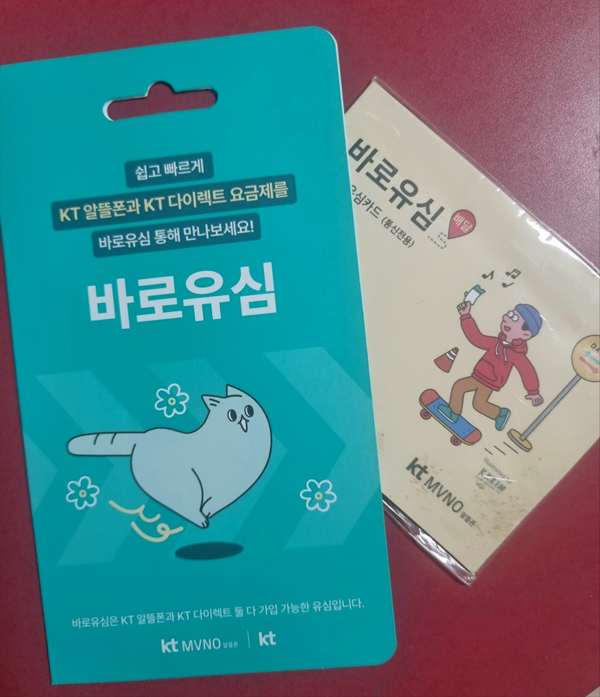 쉽고 빠르게
KT 알뜰폰과 KT 다이렉트 요금제를
바로유심 통해 만나보세요!
바로유심
바로유심은 KT 알뜰폰과 KT 다이렉트 둘 다 가입 가능한 유심입니다.
kt MVNO 알뜰폰 | kt
바로유심
배달
유심카드 (통신전용)
kt MVNO 알뜰폰